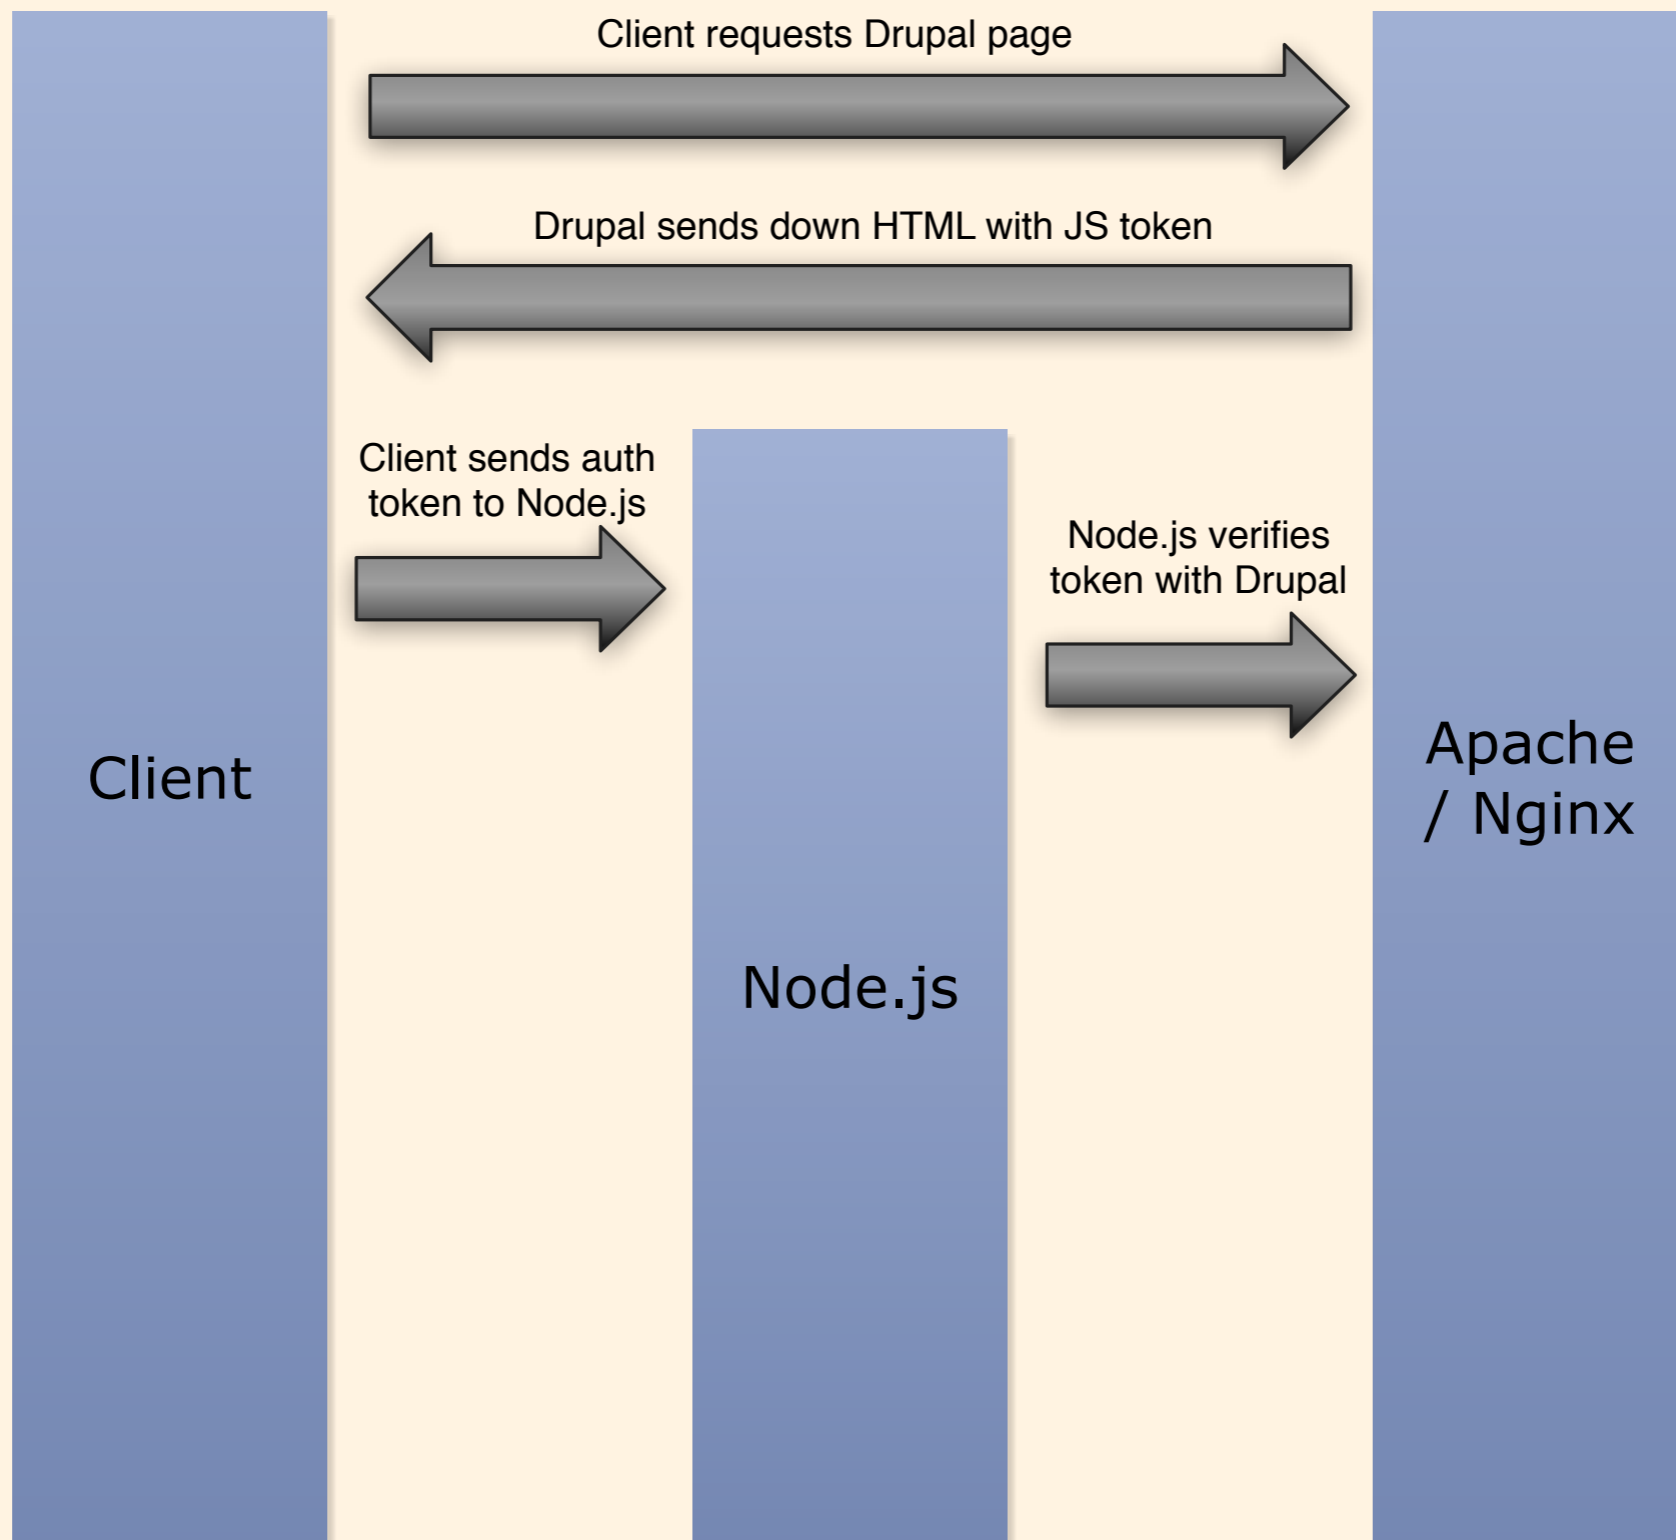 Client requests Drupal page
Drupal sends down HTML with JS token
Client sends auth
token to Node.js
Node.js verifies
token with Drupal
Client
Apache
/ Nginx
Node.js